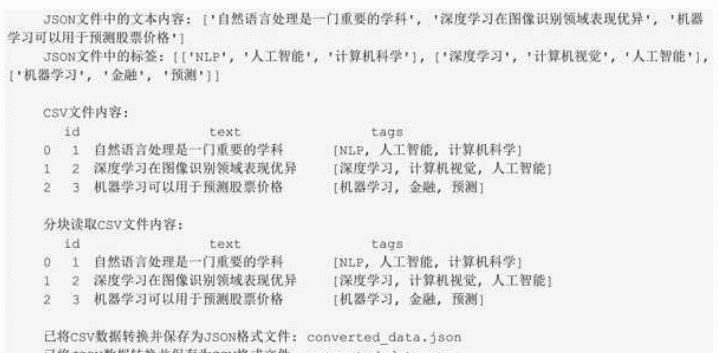 JSON文件中的文本内容: ['自然语言处理是一门重要的学科', '深度学习在图像识别领域表现优异', '机器
学习可以用于预测股票价格']
JSON文件中的标签: [['NLP', '人工智能', '计算机科学'], ['深度学习', '计算机视觉', '人工智能'],
['机器学习', '金融', '预测']]
CSV文件内容:
id text tags
0 1 自然语言处理是一门重要的学科 [NLP, 人工智能, 计算机科学]
1 2 深度学习在图像识别领域表现优异 [深度学习, 计算机视觉, 人工智能]
2 3 机器学习可以用于预测股票价格 [机器学习, 金融, 预测]
分块读取CSV文件内容:
id text tags
0 1 自然语言处理是一门重要的学科 [NLP, 人工智能, 计算机科学]
1 2 深度学习在图像识别领域表现优异 [深度学习, 计算机视觉, 人工智能]
2 3 机器学习可以用于预测股票价格 [机器学习, 金融, 预测]
已将CSV数据转换并保存为JSON格式文件: converted_data.json